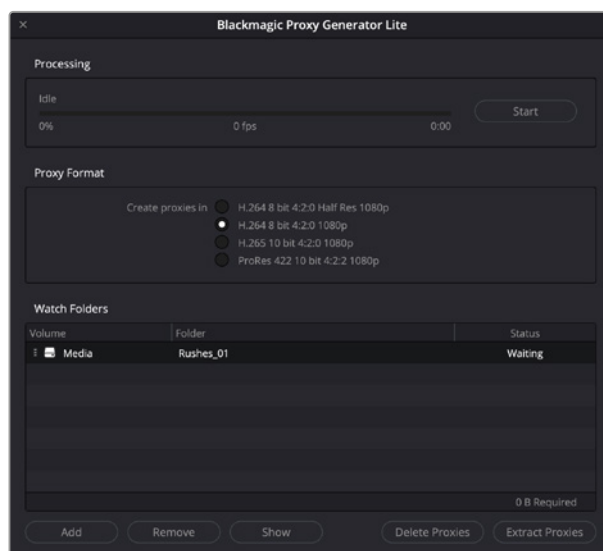 Blackmagic Proxy Generator Lite
Processing
Idle
Start
0% 0 fps 0:00
Proxy Format
Create proxies in H.264 8 bit 4:2:0 Half Res 1080p
H.264 8 bit 4:2:0 1080p
H.265 10 bit 4:2:0 1080p
ProRes 422 10 bit 4:2:2 1080p
Watch Folders
Volume Folder Status
Media Rushes_01 Waiting
0 B Required
Add Remove Show Delete Proxies Extract Proxies